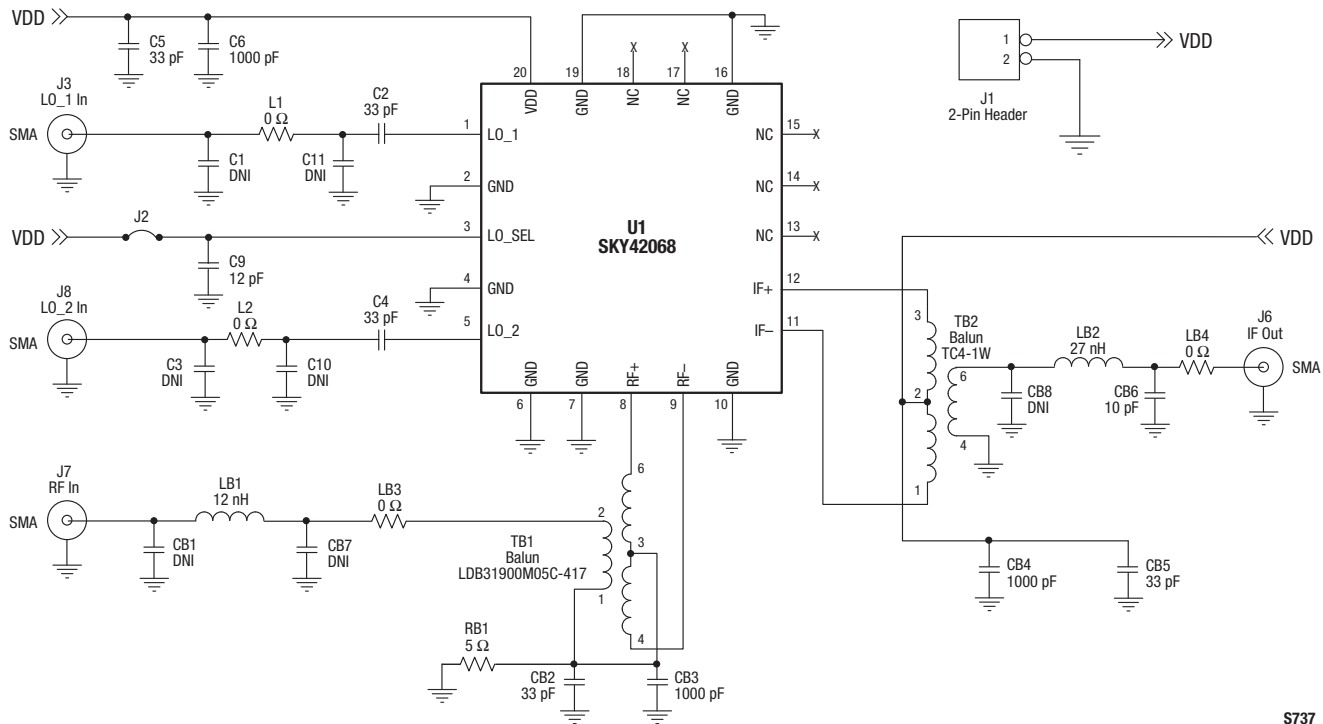 VDD
C5
33 pF
C6
1000 pF
J3
LO_1 In
SMA
L1
0 Ω
C2
33 pF
C1
DNI
C11
DNI
VDD
J2
C9
12 pF
J8
LO_2 In
SMA
L2
0 Ω
C4
33 pF
C3
DNI
C10
DNI
20
19
18
17
16
X
X
VDD
GND
NC
NC
GND
1
LO_1
2
GND
3
LO_SEL
4
GND
5
LO_2
U1
SKY42068
NC
15
X
NC
14
X
NC
13
X
IF+
12
IF–
11
GND
GND
RF+
RF–
GND
6
7
8
9
10
1
2
VDD
J1
2-Pin Header
VDD
3
TB2
Balun
TC4-1W
2
6
4
1
LB2
27 nH
LB4
0 Ω
J6
IF Out
SMA
CB8
DNI
CB6
10 pF
CB4
1000 pF
CB5
33 pF
J7
RF In
SMA
LB1
12 nH
LB3
0 Ω
CB1
DNI
CB7
DNI
TB1
Balun
LDB31900M05C-417
2
1
6
3
4
RB1
5 Ω
CB2
33 pF
CB3
1000 pF
S737